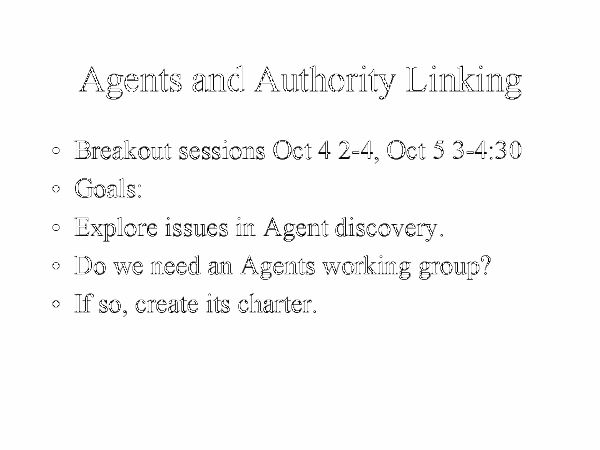 Agents and Authority Linking
◦ Breakout sessions Oct 4 2-4, Oct 5 3-4:30
◦ Goals:
◦ Explore issues in Agent discovery.
◦ Do we need an Agents working group?
◦ If so, create its charter.